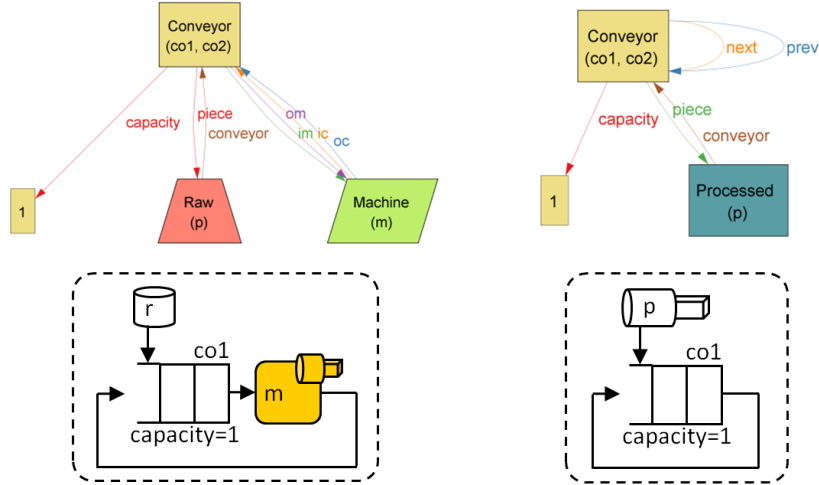 Conveyor
(co1, co2)
capacity
piece
conveyor
om
im
ic
oc
1
Raw
(p)
Machine
(m)
Conveyor
(co1, co2)
next
prev
capacity
piece
conveyor
1
Processed
(p)
r
co1
m
capacity=1
p
co1
capacity=1